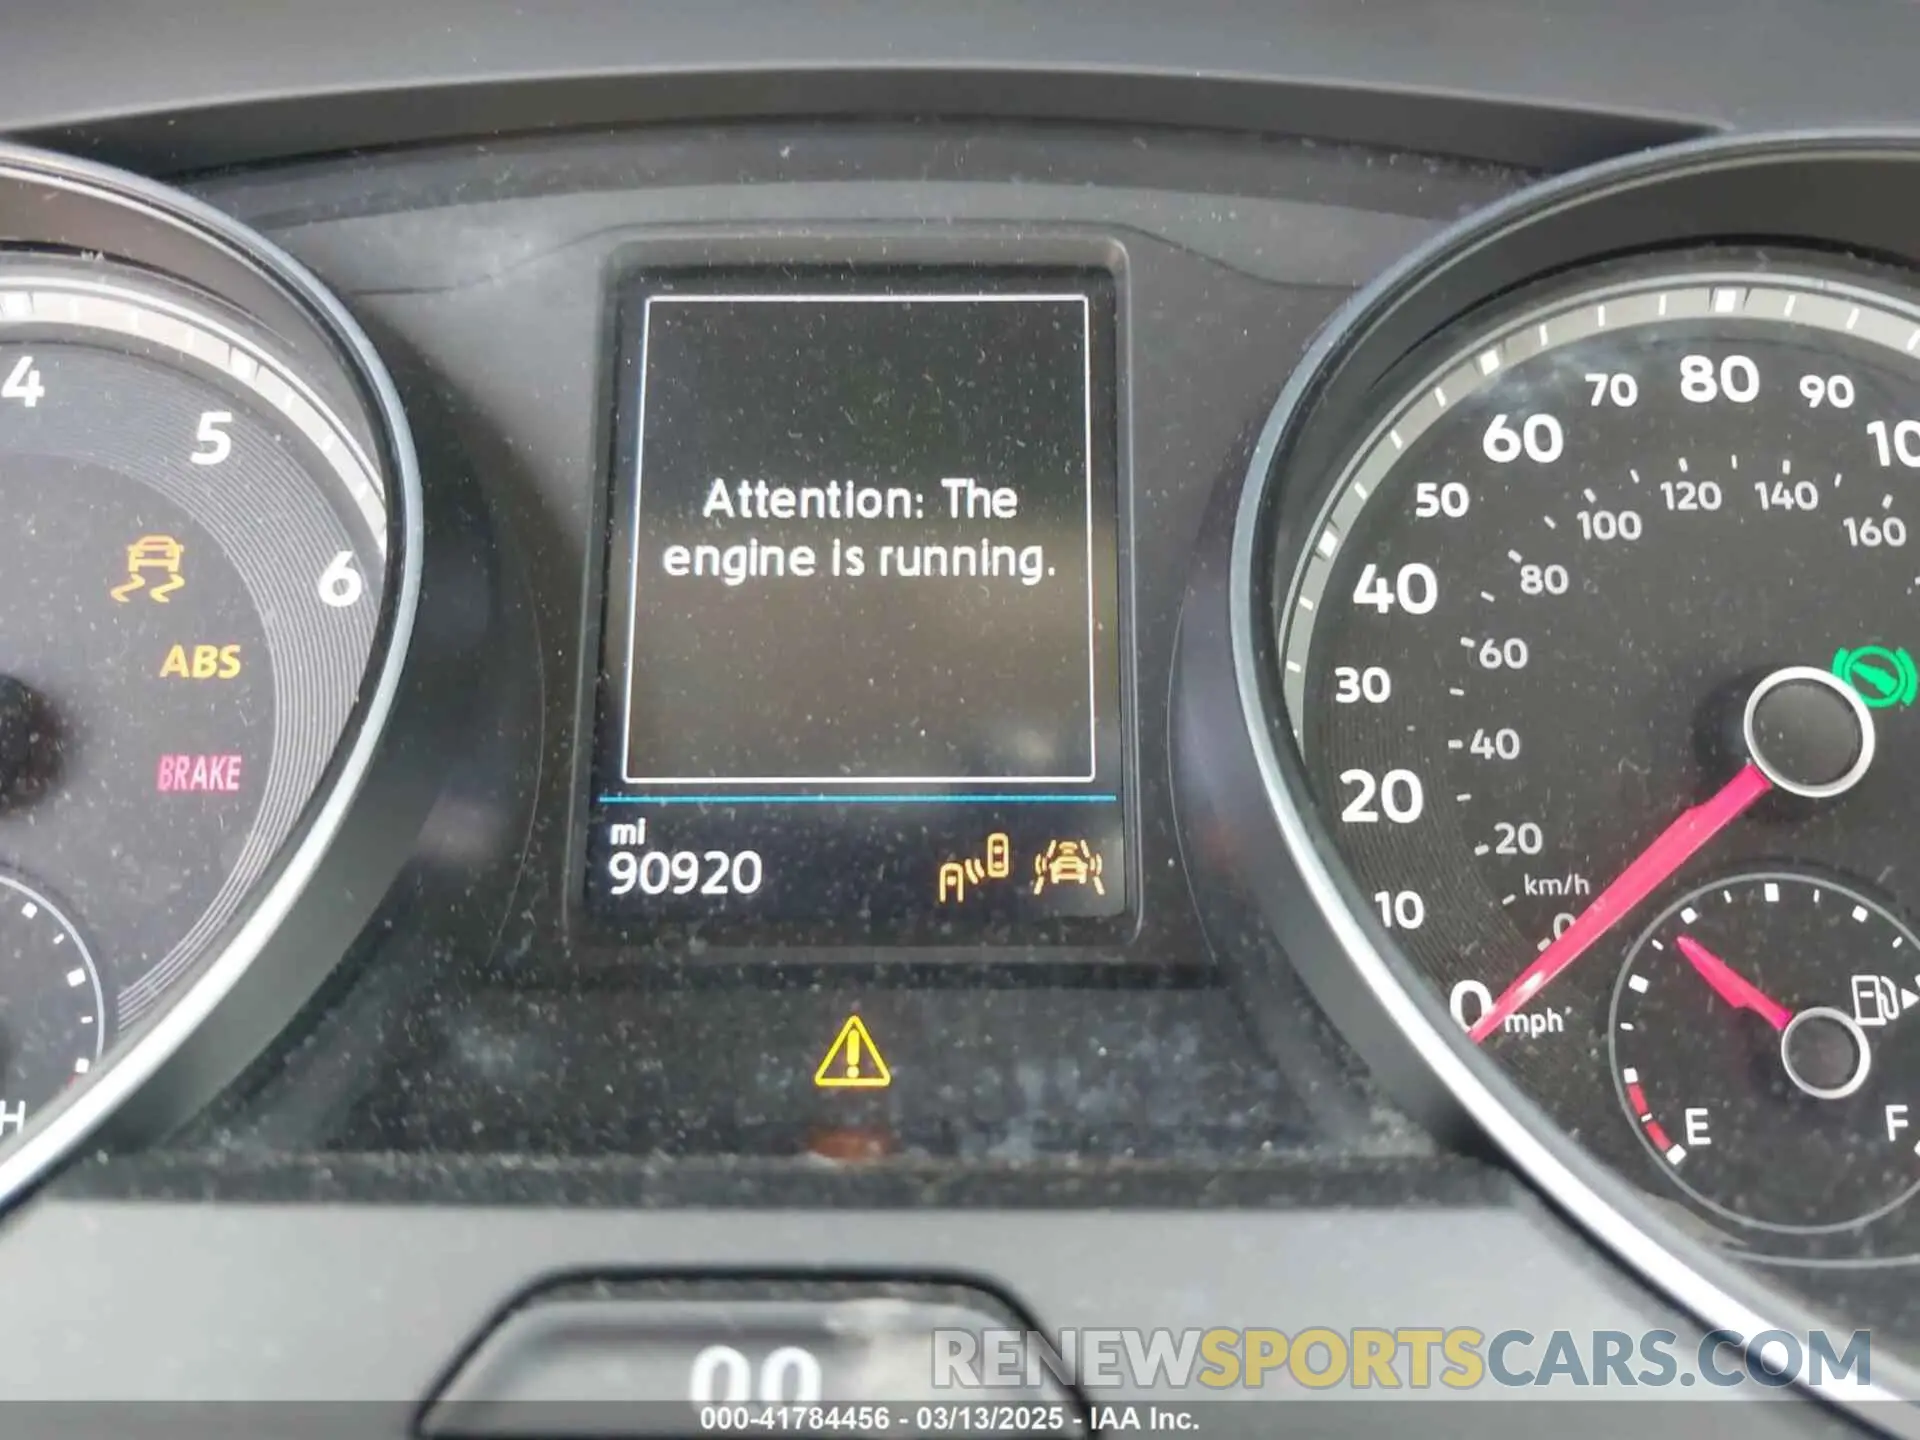 4
5
6
ABS
BRAKE
H
Attention: The
engine is running.
mi
90920
A
0 10 20 30 40 50 60 70 80 90
mph
0 20 40 60 80 100 120 140 160
km/h
E
F
RENEWSPORTSCARS.COM
000-41784456 - 03/13/2025 - IAA Inc.